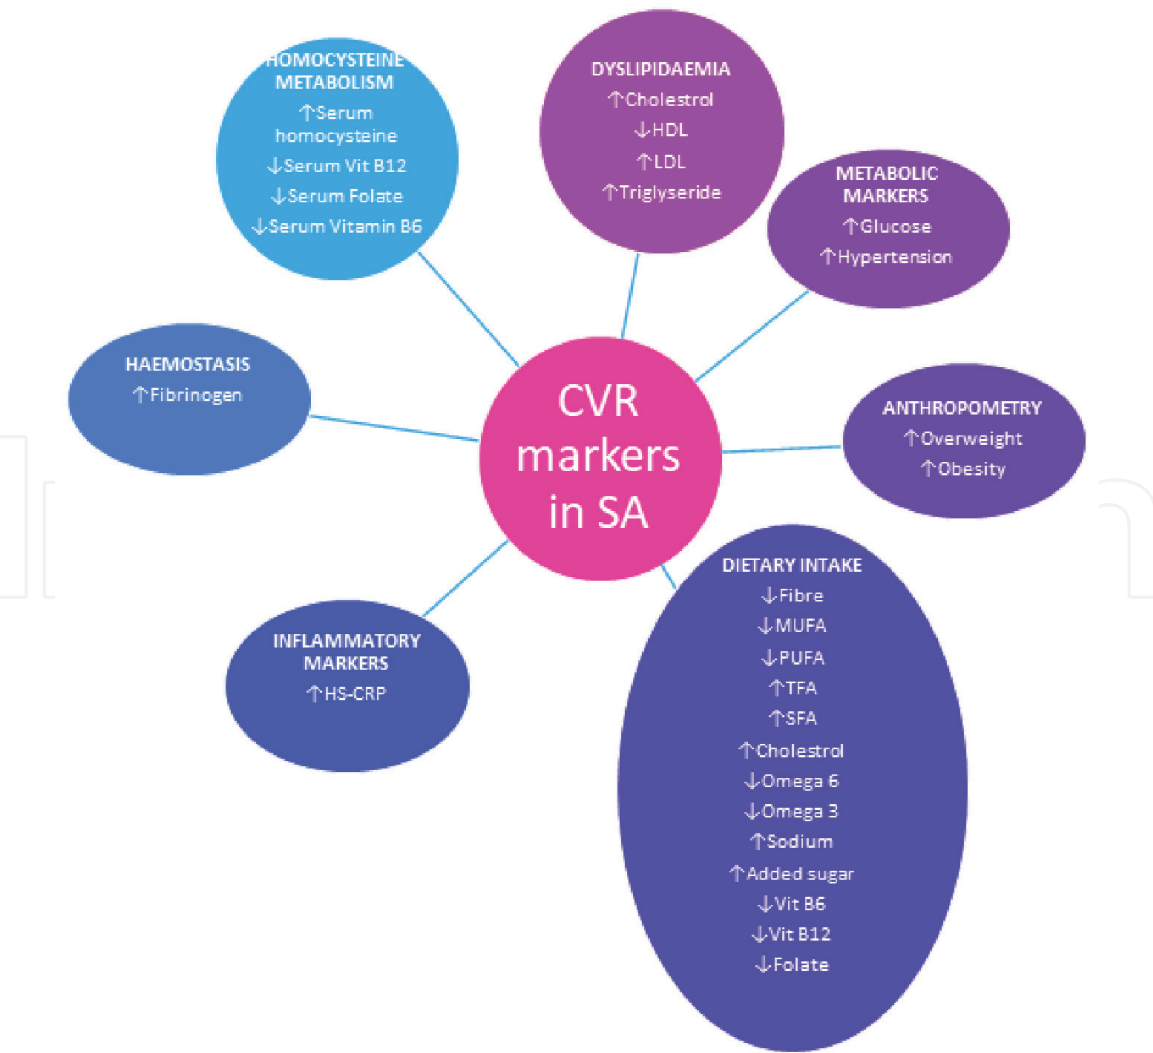 HOMOCYSTEINE
METABOLISM
↑Serum
homocysteine
↓Serum Vit B12
↓Serum Folate
↓Serum Vitamin B6
DYSLIPIDAEMIA
↑Cholestrol
↓HDL
↑LDL
↑Triglyseride
METABOLIC
MARKERS
↑Glucose
↑Hypertension
HAEMOSTASIS
↑Fibrinogen
CVR
markers
in SA
ANTHROPOMETRY
↑Overweight
↑Obesity
INFLAMMATORY
MARKERS
↑HS-CRP
DIETARY INTAKE
↓Fibre
↓MUFA
↓PUFA
↑TFA
↑SFA
↑Cholestrol
↓Omega 6
↓Omega 3
↑Sodium
↑Added sugar
↓Vit B6
↓Vit B12
↓Folate